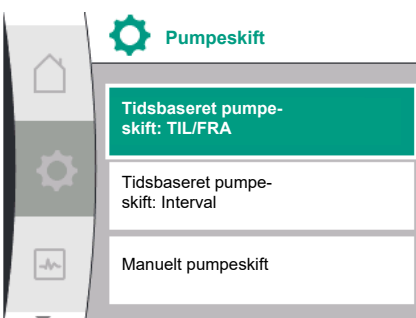 Pumpeskift
Tidsbaseret pumpe-
skift: TIL/FRA
Tidsbaseret pumpe-
skift: Interval
Manuelt pumpeskift